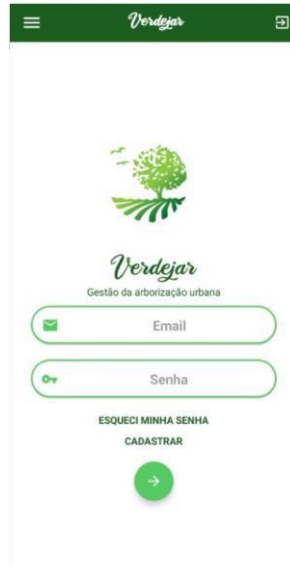 Verdejar
Verdejar
Gestão da arborização urbana
Email
Senha
ESQUECI MINHA SENHA
CADASTRAR